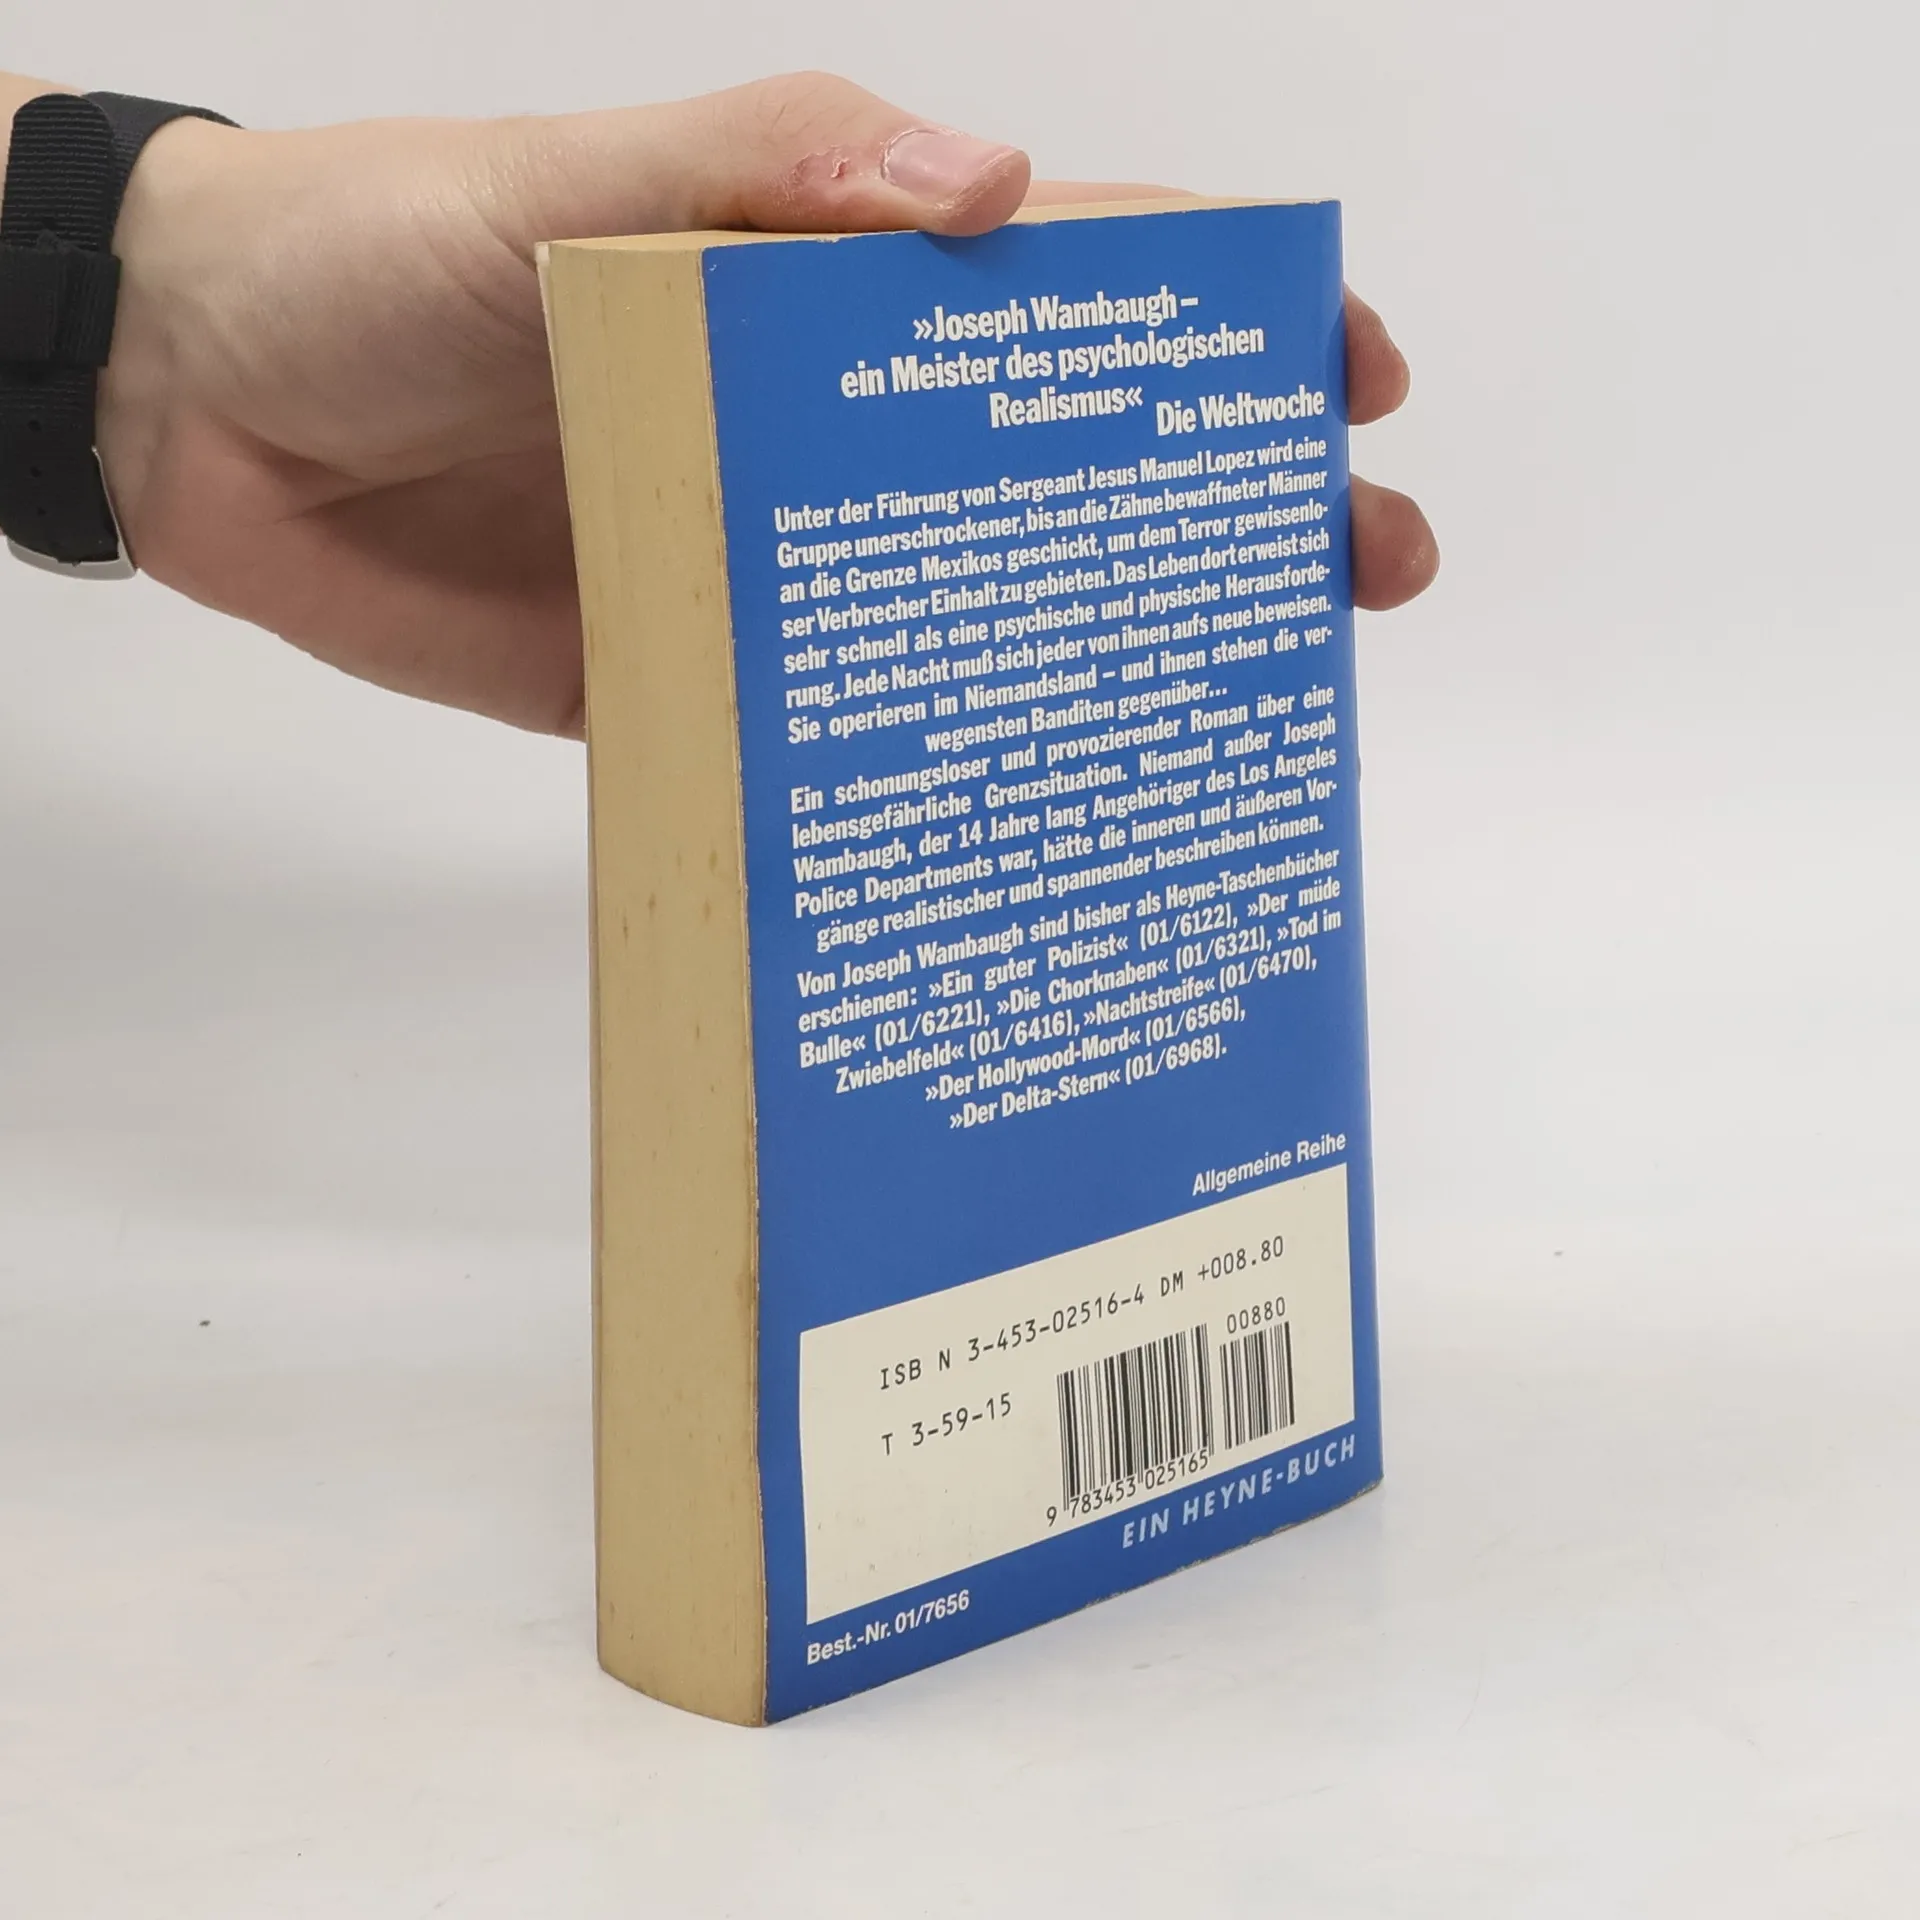 »Joseph Wambaugh –
ein Meister des psychologischen
Realismus«
Die Weltwoche
Unter der Führung von Sergeant Jesus Manuel Lopez wird eine
Gruppe unerschrockener, bis an die Zähne bewaffneter Männer
an die Grenze Mexikos geschickt, um dem Terror gewissenlo-
ser Verbrecher Einhalt zu gebieten. Das Leben dort erweist sich
sehr schnell als eine psychische und physische Herausforde-
rung. Jede Nacht muß sich jeder von ihnen aufs neue beweisen.
Sie operieren im Niemandsland – und ihnen stehen die ver-
wegensten Banditen gegenüber...
Ein schonungsloser und provozierender Roman über eine
lebensgefährliche Grenzsituation. Niemand außer Joseph
Wambaugh, der 14 Jahre lang Angehöriger des Los Angeles
Police Departments war, hätte die inneren und äußeren Vor-
gänge realistischer und spannender beschreiben können.
Von Joseph Wambaugh sind bisher als Heyne-Taschenbücher
erschienen: »Ein guter Polizist« (01/6122), »Der müde
Bulle« (01/6221), »Die Chorknaben« (01/6321), »Tod im
Zwiebelfeld« (01/6416), »Nachtstreife« (01/6470),
»Der Hollywood-Mord« (01/6566),
»Der Delta-Stern« (01/6968).
Allgemeine Reihe
ISB N 3-453-02516-4 DM +008.80
00880
T 3-59-15
9 783453 025165
EIN HEYNE-BUCH
Best.-Nr. 01/7656